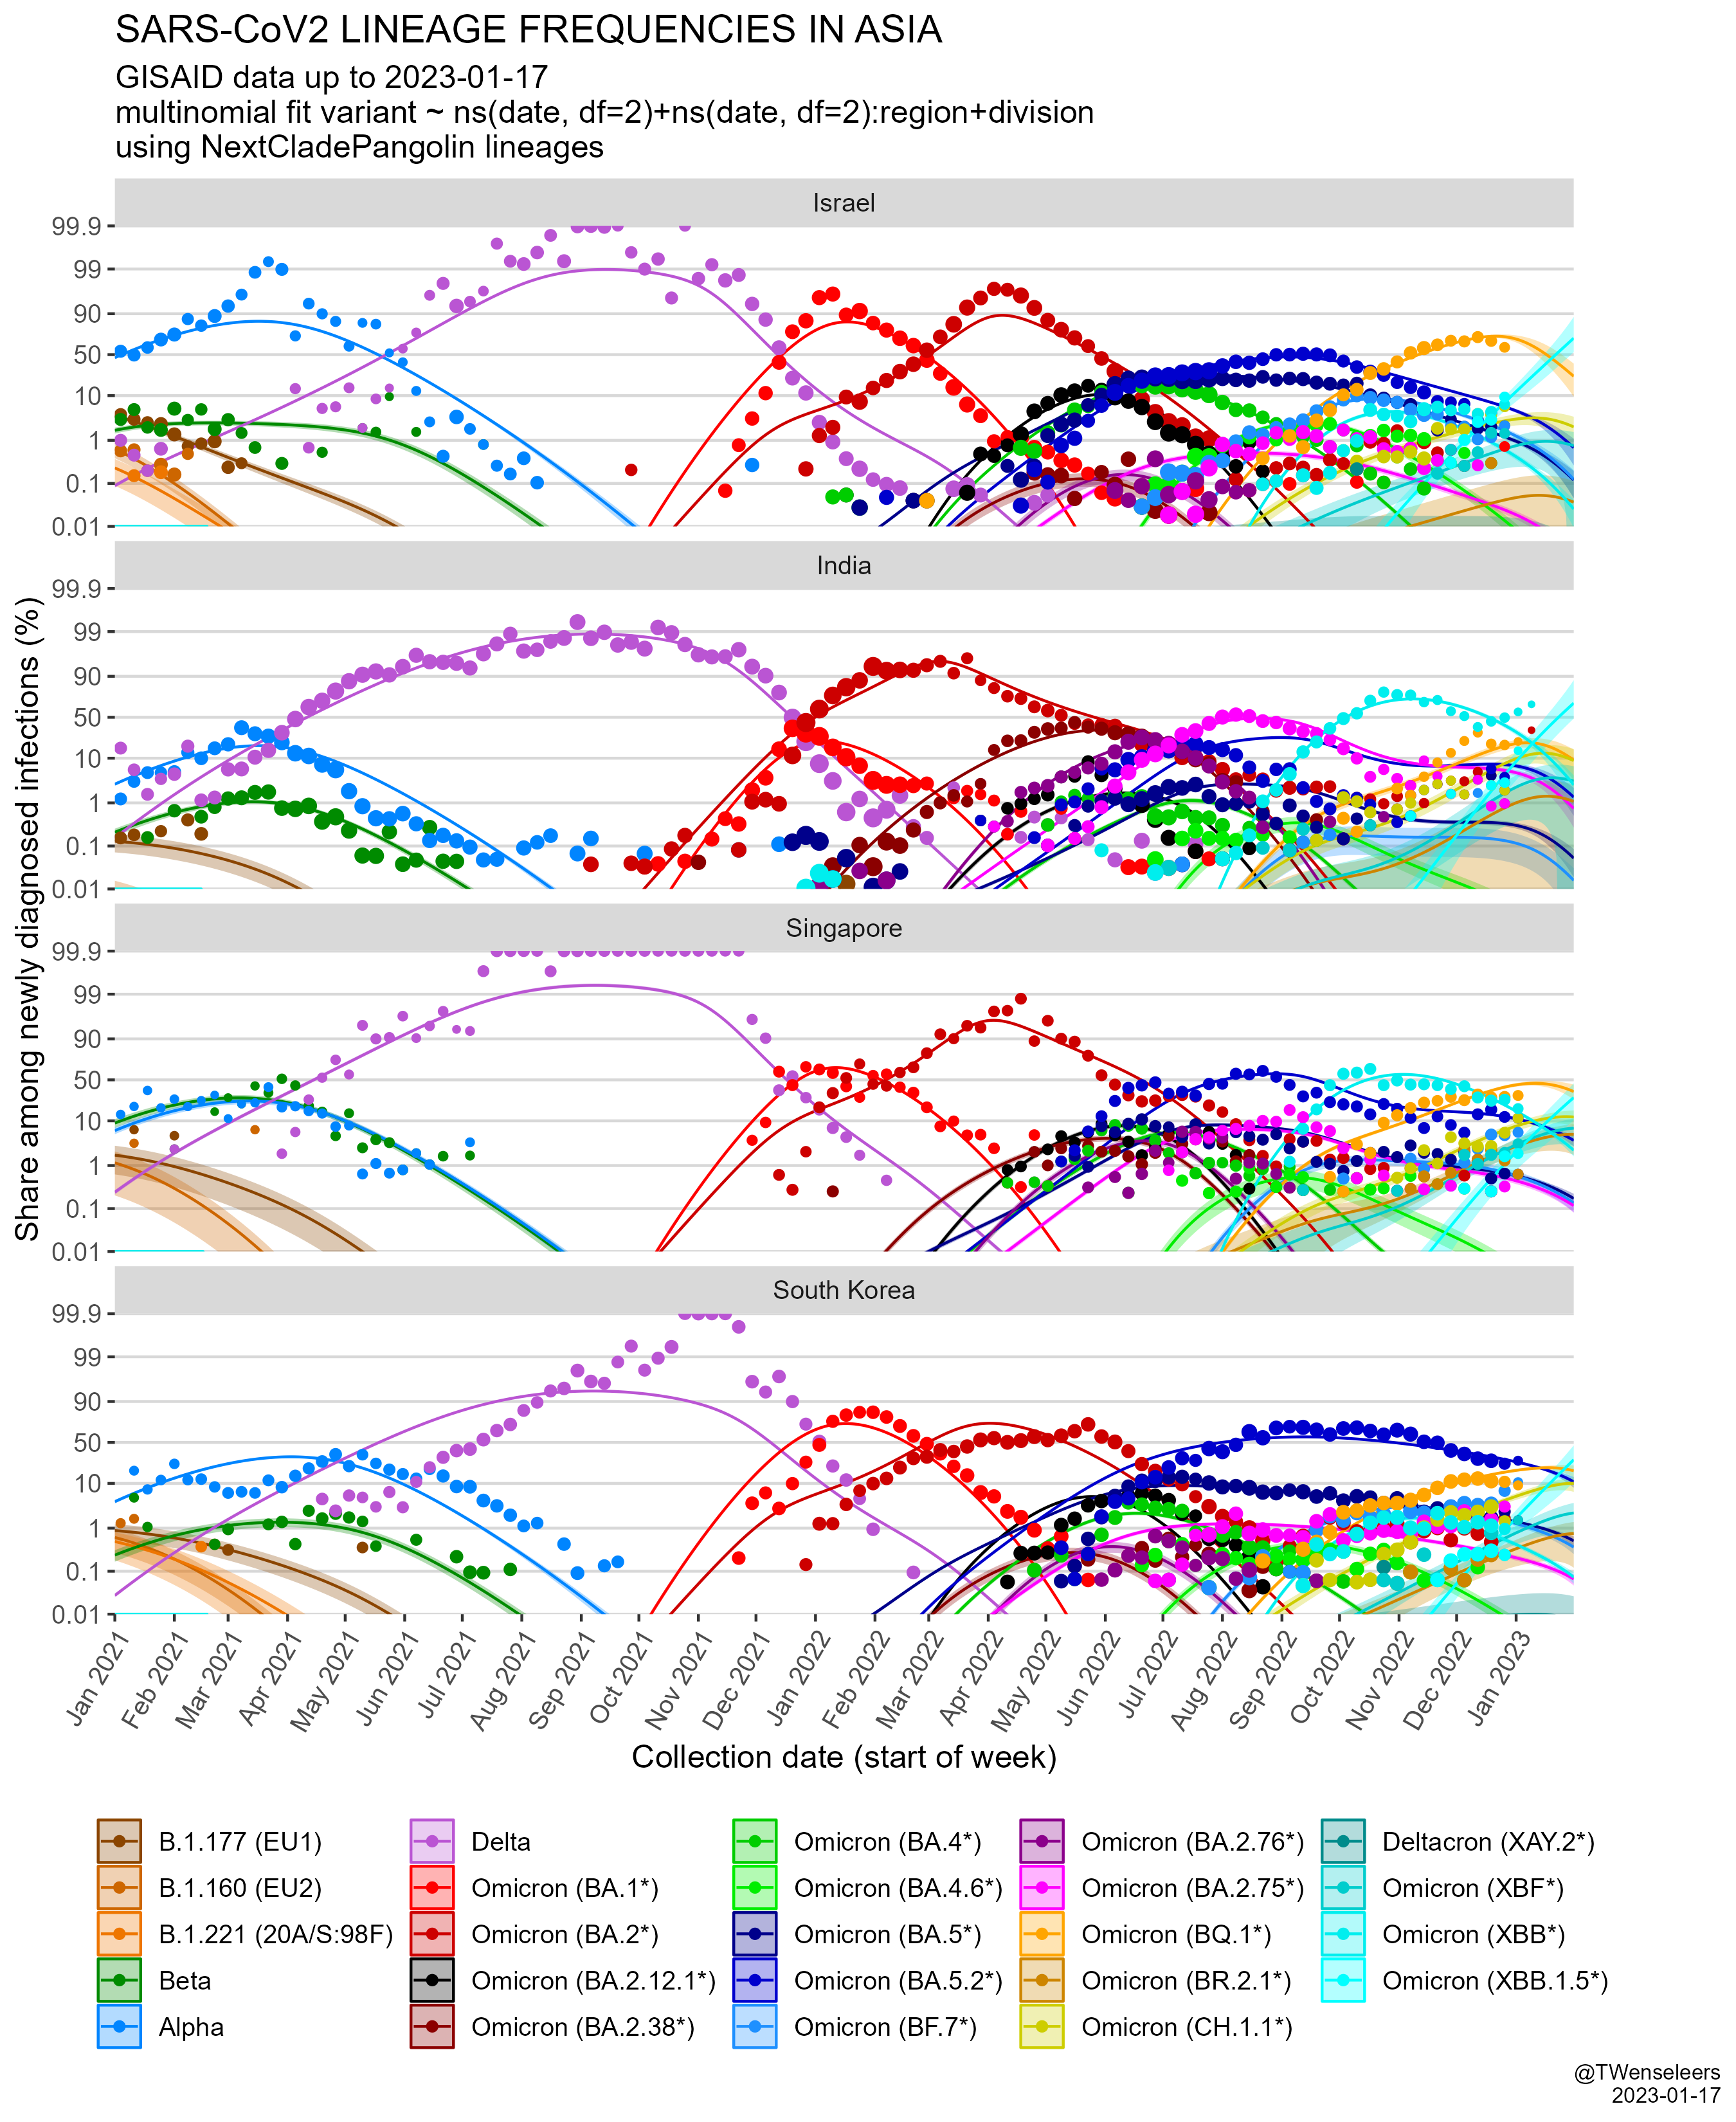 SARS-CoV2 LINEAGE FREQUENCIES IN ASIA
GISAID data up to 2023-01-17
multinomial fit variant ~ ns(date, df=2)+ns(date, df=2):region+division
using NextCladePangolin lineages
Share among newly diagnosed infections (%)
Israel
99.9
99
90
50
10
1
0.1
0.01
India
99.9
99
90
50
10
1
0.1
0.01
Singapore
99.9
99
90
50
10
1
0.1
0.01
South Korea
99.9
99
90
50
10
1
0.1
0.01
Jan 2021
Feb 2021
Mar 2021
Apr 2021
May 2021
Jun 2021
Jul 2021
Aug 2021
Sep 2021
Oct 2021
Nov 2021
Dec 2021
Jan 2022
Feb 2022
Mar 2022
Apr 2022
May 2022
Jun 2022
Jul 2022
Aug 2022
Sep 2022
Oct 2022
Nov 2022
Dec 2022
Jan 2023
Collection date (start of week)
B.1.177 (EU1)
B.1.160 (EU2)
B.1.221 (20A/S:98F)
Beta
Alpha
Delta
Omicron (BA.1*)
Omicron (BA.2*)
Omicron (BA.2.12.1*)
Omicron (BA.2.38*)
Omicron (BA.4*)
Omicron (BA.4.6*)
Omicron (BA.5*)
Omicron (BA.5.2*)
Omicron (BF.7*)
Omicron (BA.2.76*)
Omicron (BA.2.75*)
Omicron (BQ.1*)
Omicron (BR.2.1*)
Omicron (CH.1.1*)
Deltacron (XAY.2*)
Omicron (XBF*)
Omicron (XBB*)
Omicron (XBB.1.5*)
@TWenseleers
2023-01-17